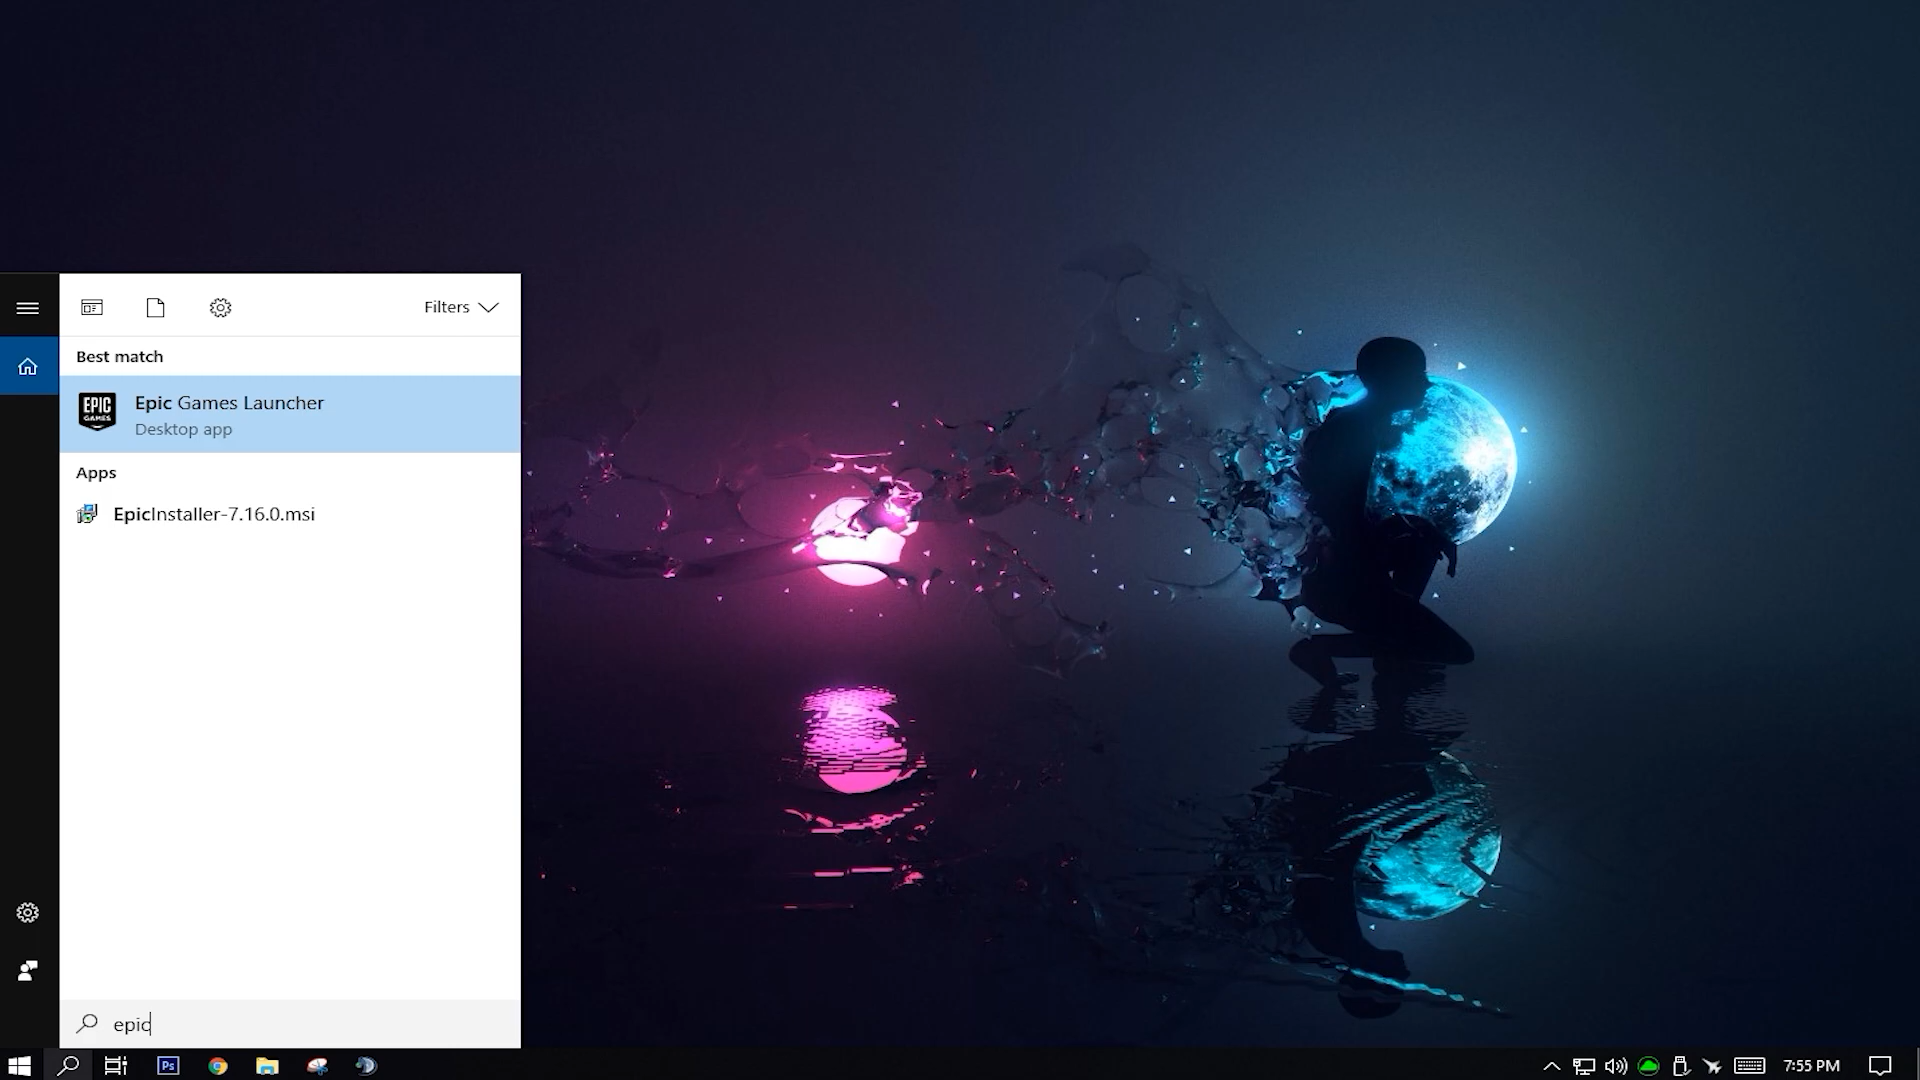 Filters
Best match
EPIC
GAMES
Epic Games Launcher
Desktop app
Apps
EpicInstaller-7.16.0.msi
epic
Ps
7:55 PM